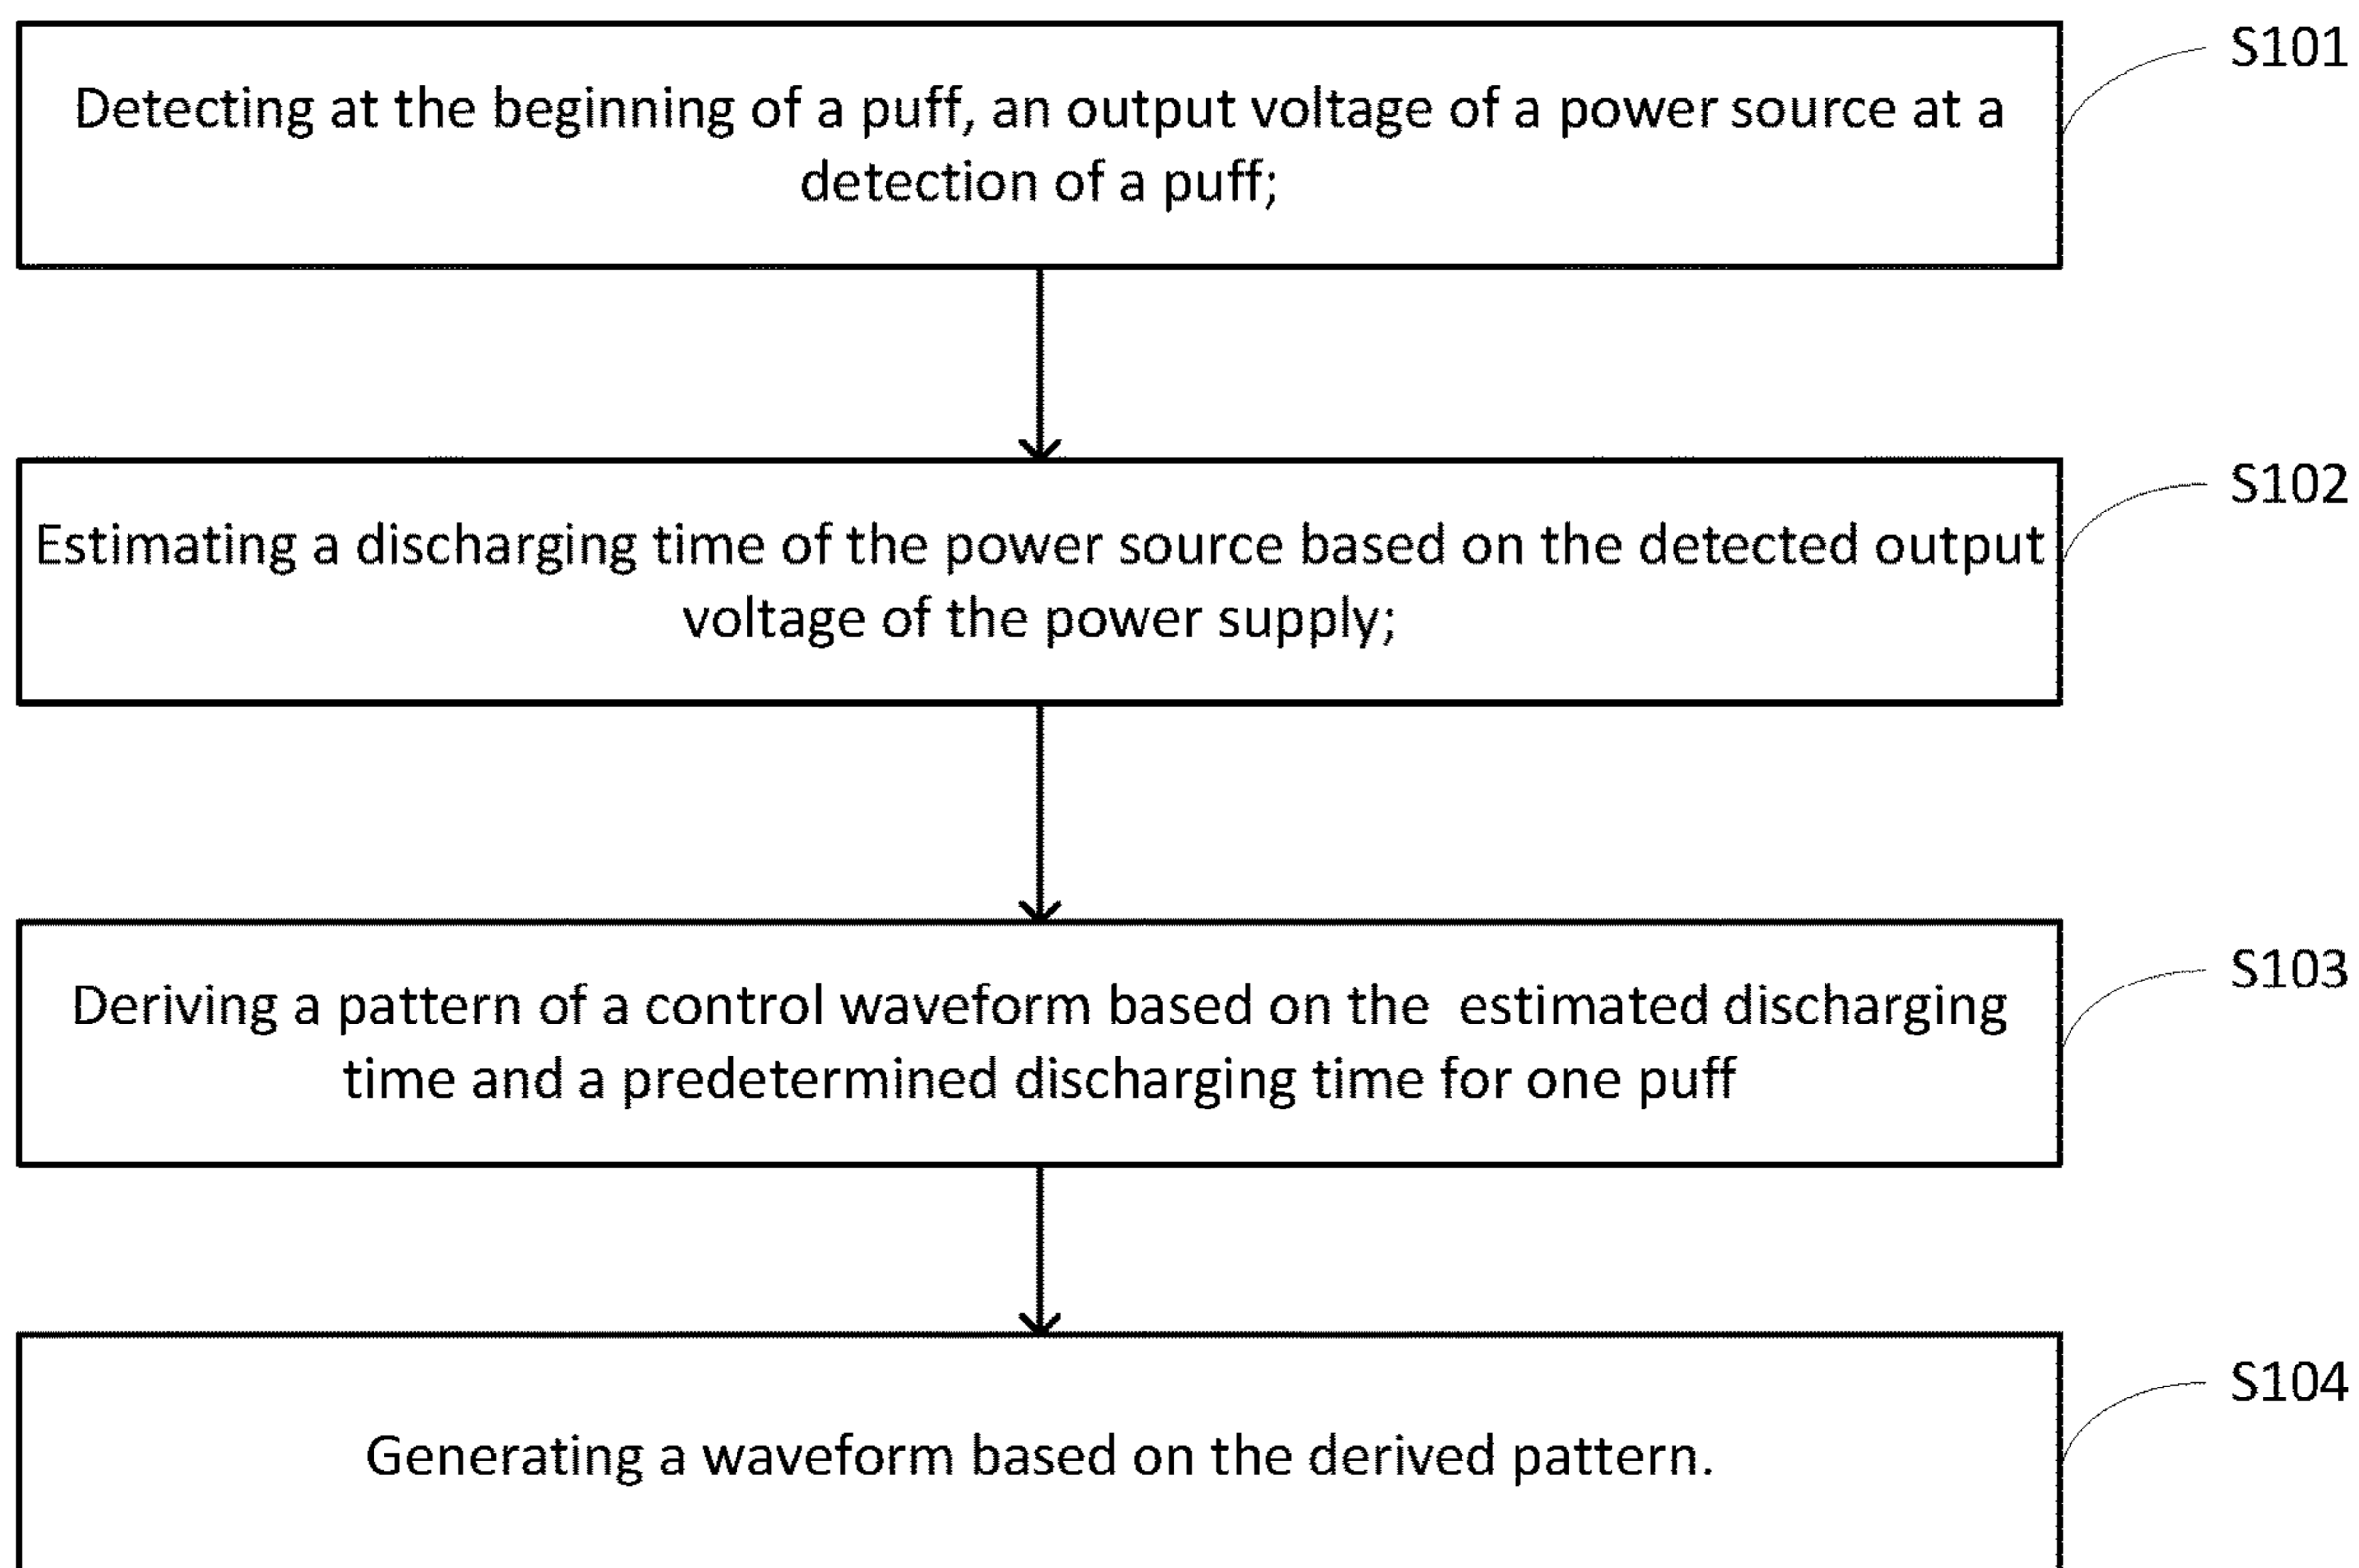 S101
Detecting at the beginning of a puff, an output voltage of a power source at a
detection of a puff;
S102
Estimating a discharging time of the power source based on the detected output
voltage of the power supply;
S103
Deriving a pattern of a control waveform based on the estimated discharging
time and a predetermined discharging time for one puff
S104
Generating a waveform based on the derived pattern.